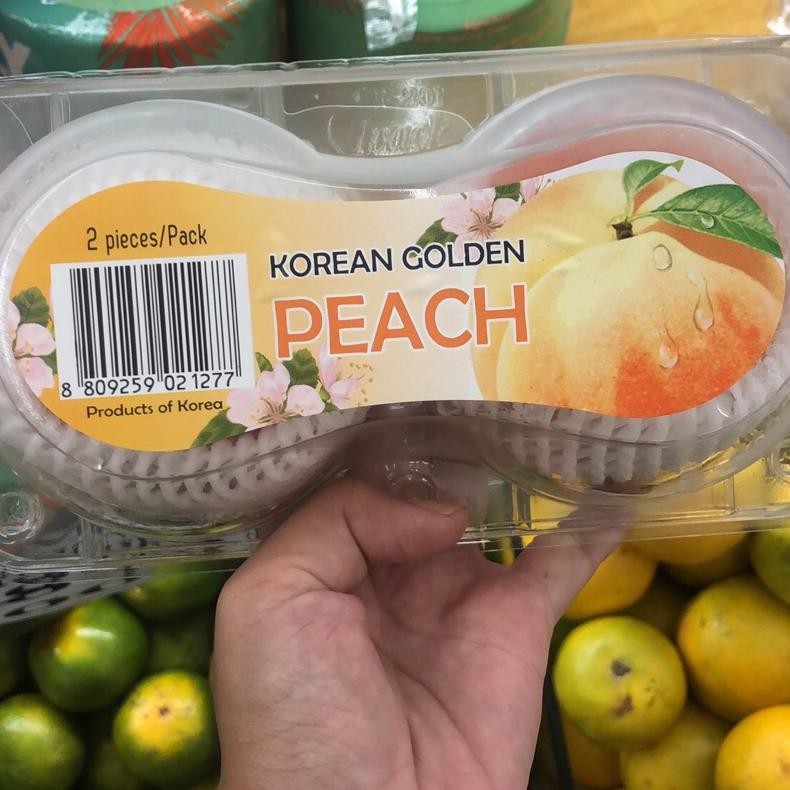 2 pieces/Pack
8 809259 021277
Products of Korea
KOREAN GOLDEN
PEACH